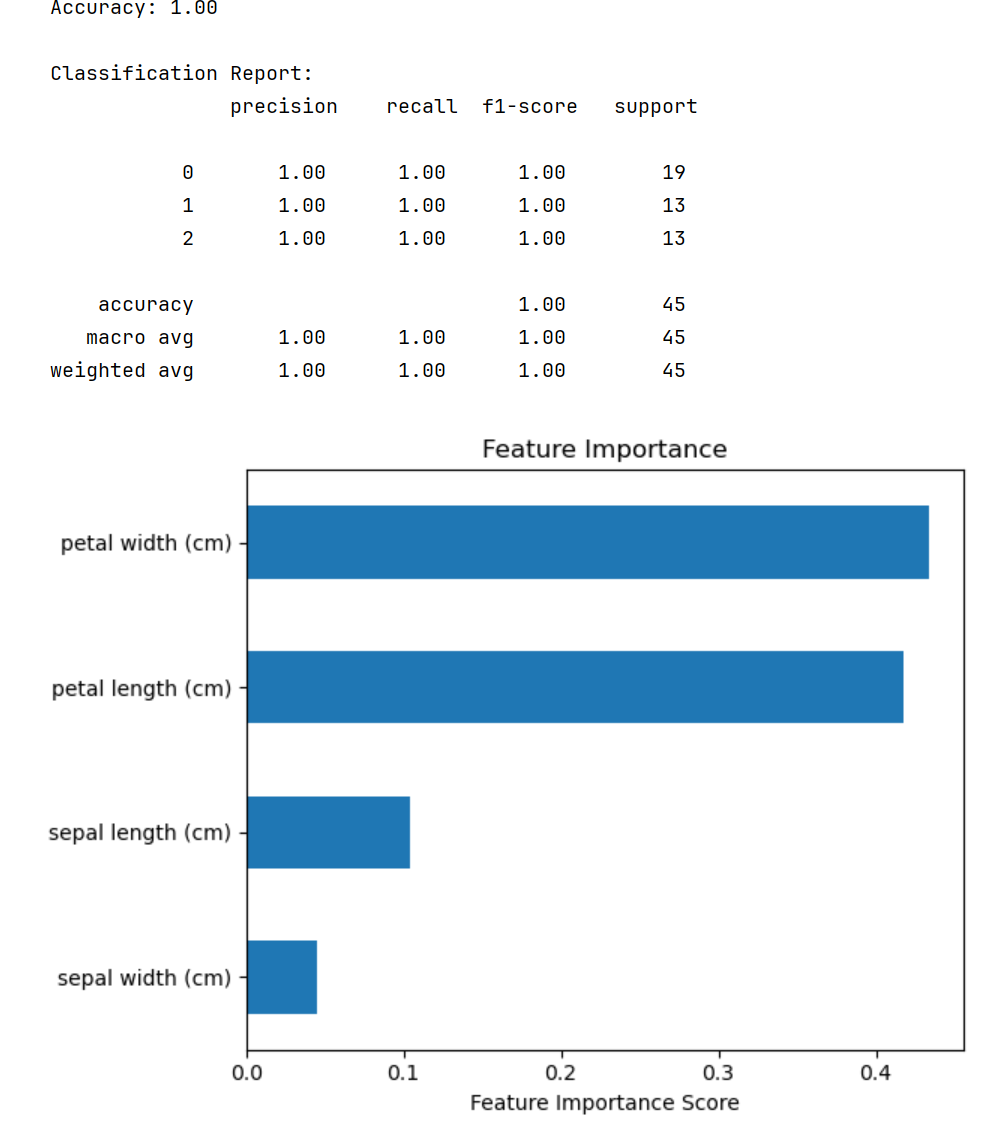 Accuracy: 1.00
Classification Report:
precision recall f1-score support
0 1.00 1.00 1.00 19
1 1.00 1.00 1.00 13
2 1.00 1.00 1.00 13
accuracy 1.00 45
macro avg 1.00 1.00 1.00 45
weighted avg 1.00 1.00 1.00 45
Feature Importance
petal width (cm)
petal length (cm)
sepal length (cm)
sepal width (cm)
0.0 0.1 0.2 0.3 0.4
Feature Importance Score